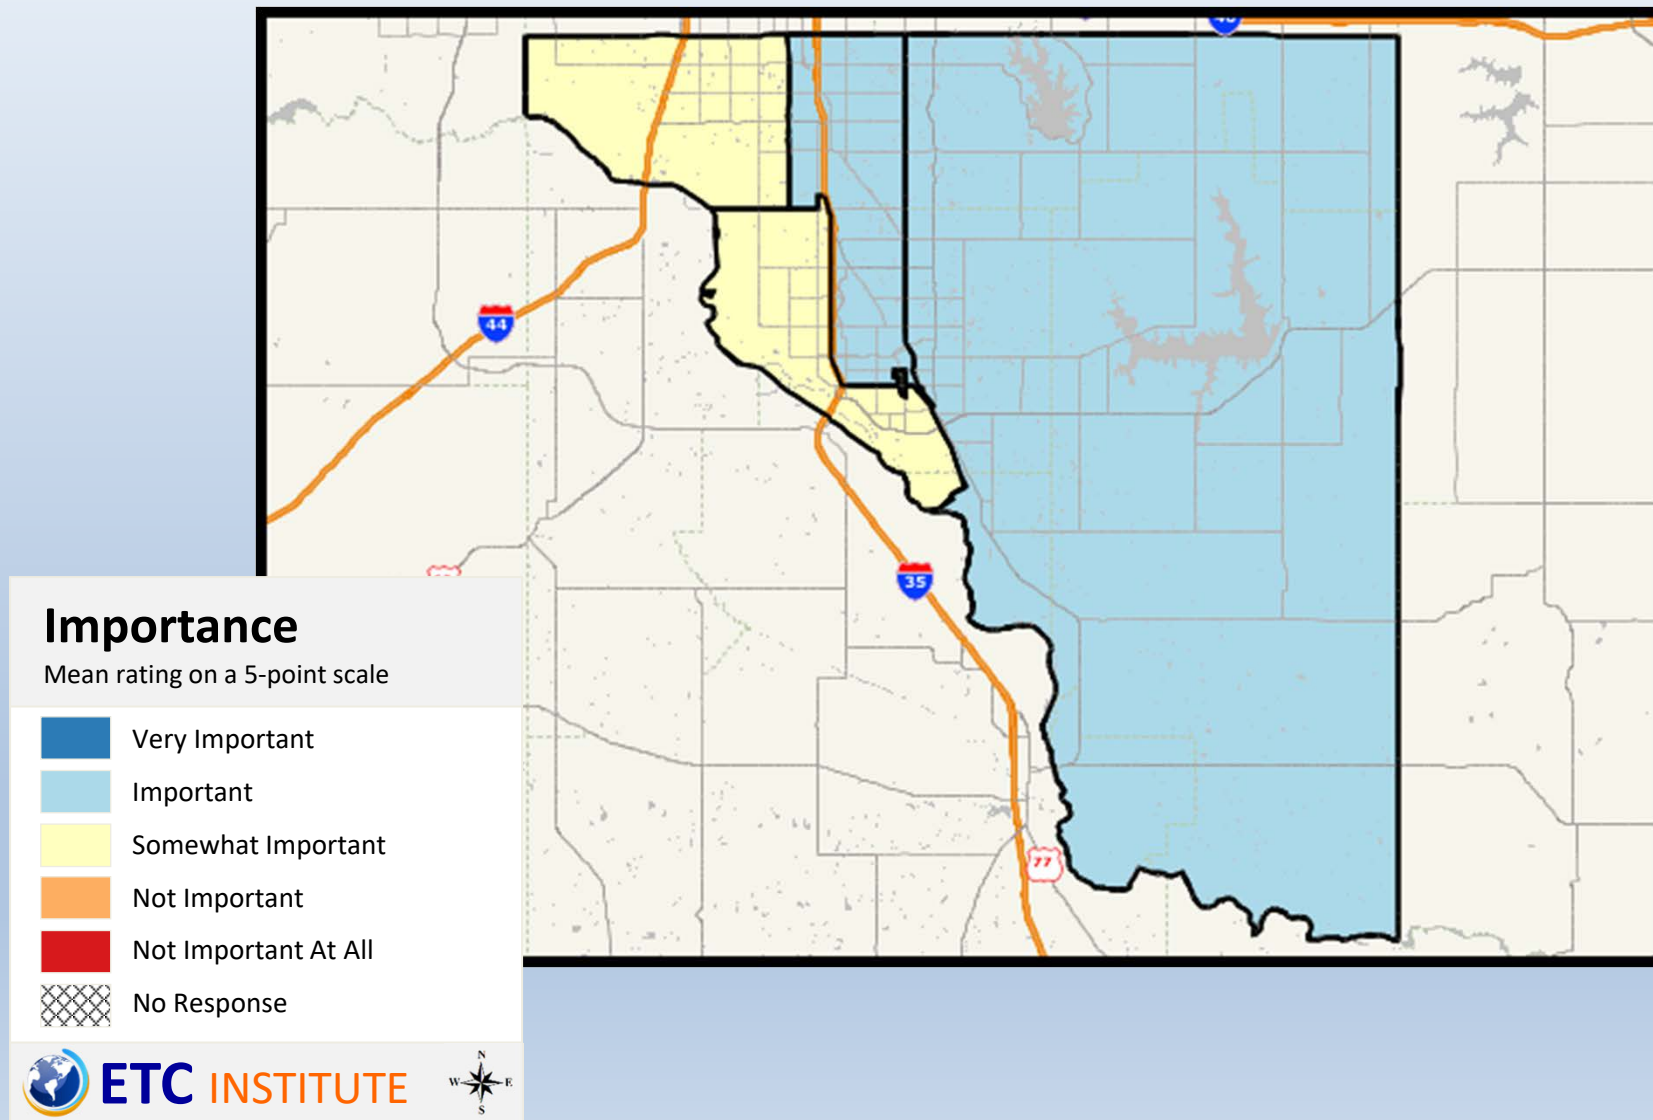 44
35
77
Importance
Mean rating on a 5-point scale
Very Important
Important
Somewhat Important
Not Important
Not Important At All
No Response
ETC INSTITUTE
N
W E
S